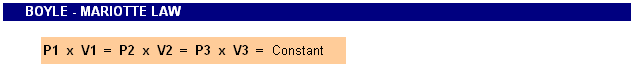 BOYLE - MARIOTTE LAW
P1 x V1 = P2 x V2 = P3 x V3 = Constant